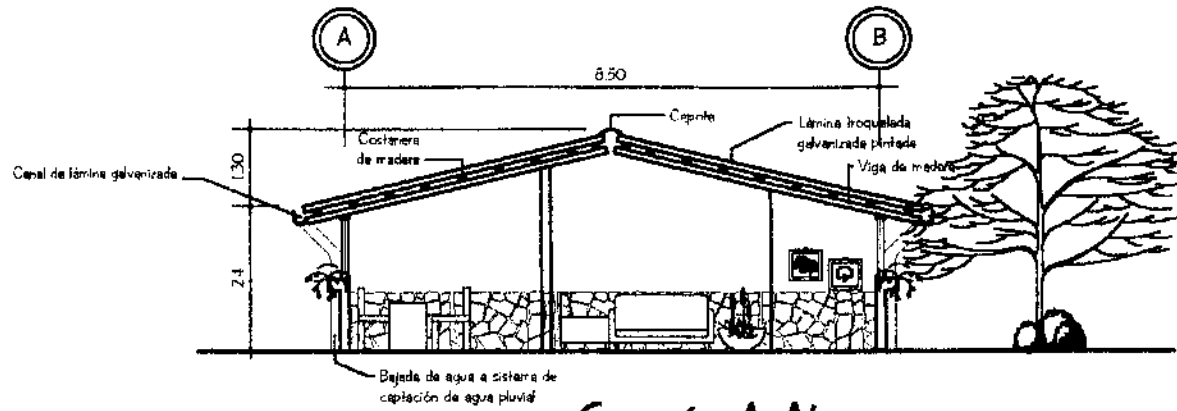 A
B
8.50
Capote
Costanera
de madera
Lámina troquelada
galvanizada pintada
Viga de madera
Canal de lámina galvanizada
1.30
2.4
Bajada de agua a sistema de
captación de agua pluvial